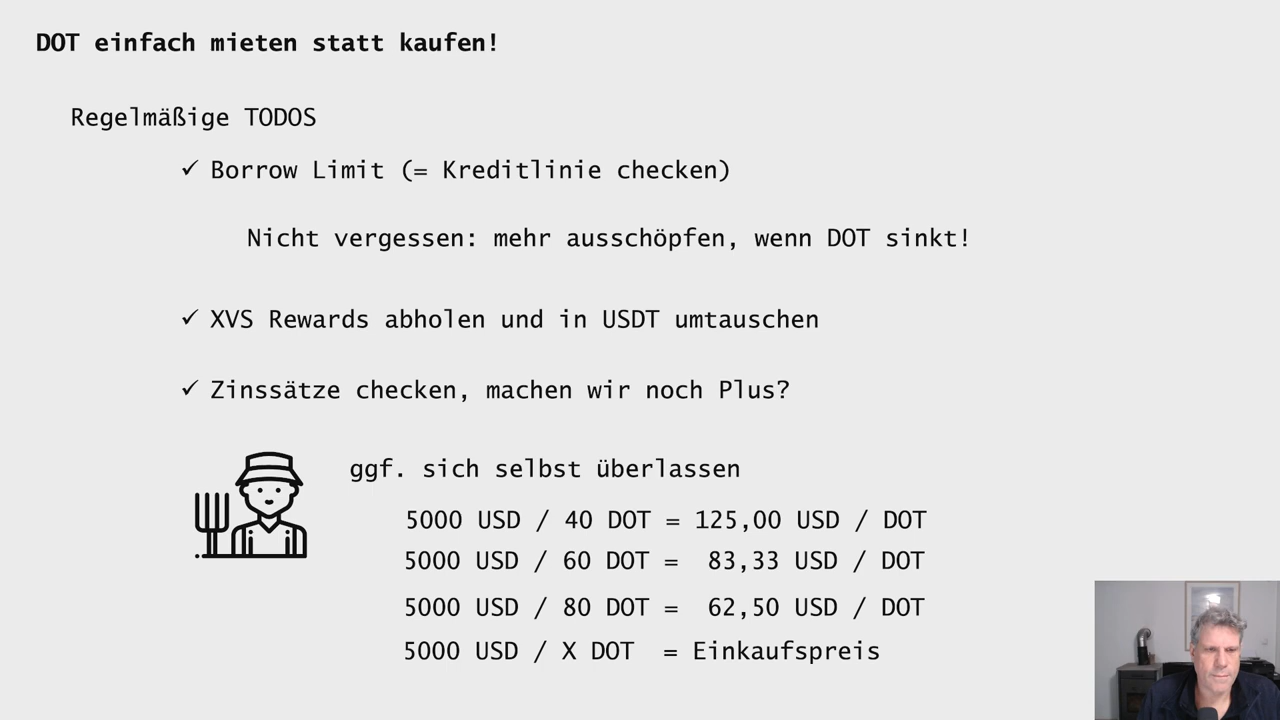 DOT einfach mieten statt kaufen!
Regelmäßige TODOS
✓ Borrow Limit (= Kreditlinie checken)
Nicht vergessen: mehr ausschöpfen, wenn DOT sinkt!
✓ XVS Rewards abholen und in USDT umtauschen
✓ Zinssätze checken, machen wir noch Plus?
ggf. sich selbst überlassen
5000 USD / 40 DOT = 125,00 USD / DOT
5000 USD / 60 DOT = 83,33 USD / DOT
5000 USD / 80 DOT = 62,50 USD / DOT
5000 USD / X DOT = Einkaufspreis